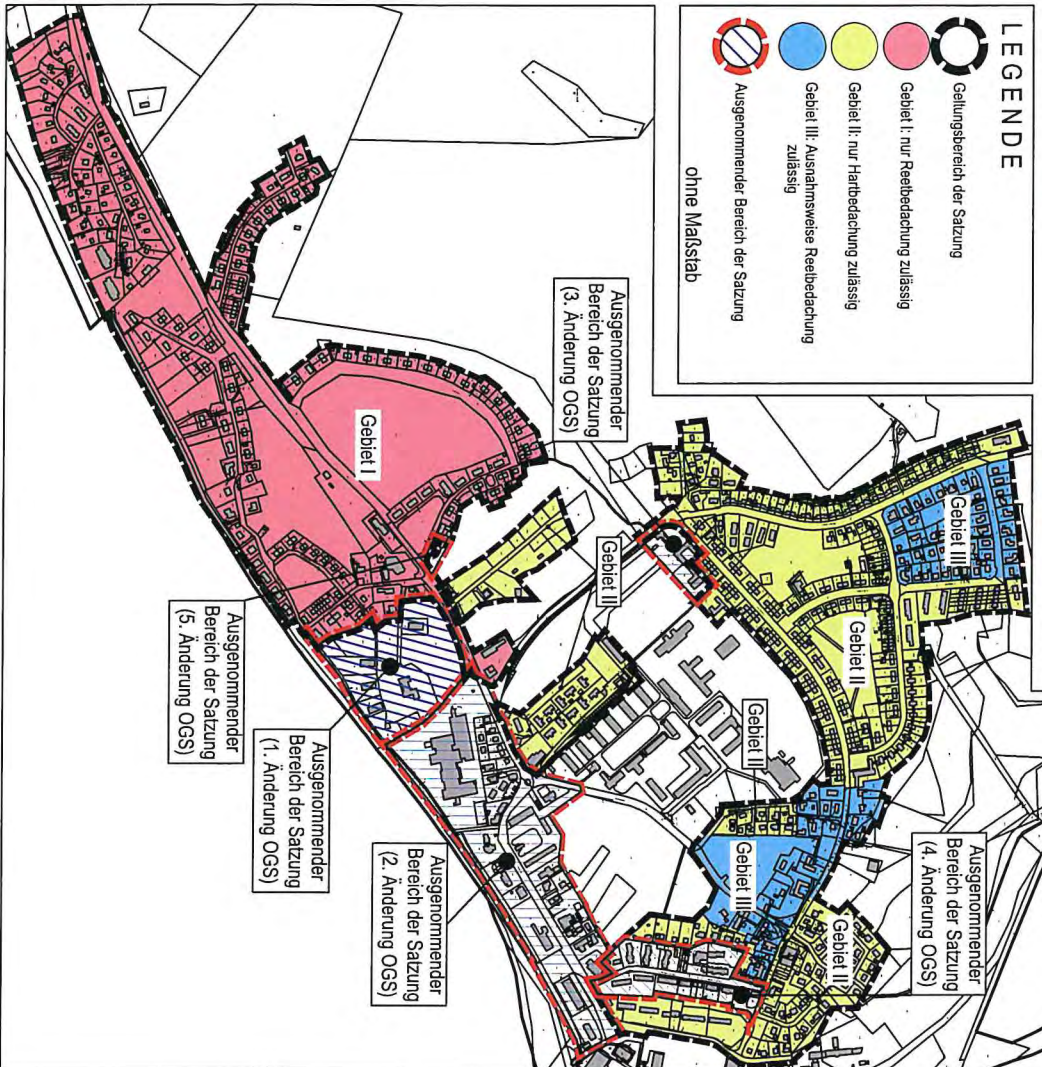 LEGENDE
Geltungsbereich der Satzung
Gebiet I: nur Reetbedachung zulässig
Gebiet II: nur Hartbedachung zulässig
Gebiet III: Ausnahmsweise Reetbedachung
zulässig
Ausgenommender Bereich der Satzung
ohne Maßstab
Ausgenommender
Bereich der Satzung
(3. Änderung OGS)
Gebiet III
Gebiet II
Gebiet I
Gebiet II
Gebiet II
Gebiet III
Gebiet II
Ausgenommender
Bereich der Satzung
(4. Änderung OGS)
Ausgenommender
Bereich der Satzung
(5. Änderung OGS)
Ausgenommender
Bereich der Satzung
(1. Änderung OGS)
Ausgenommender
Bereich der Satzung
(2. Änderung OGS)